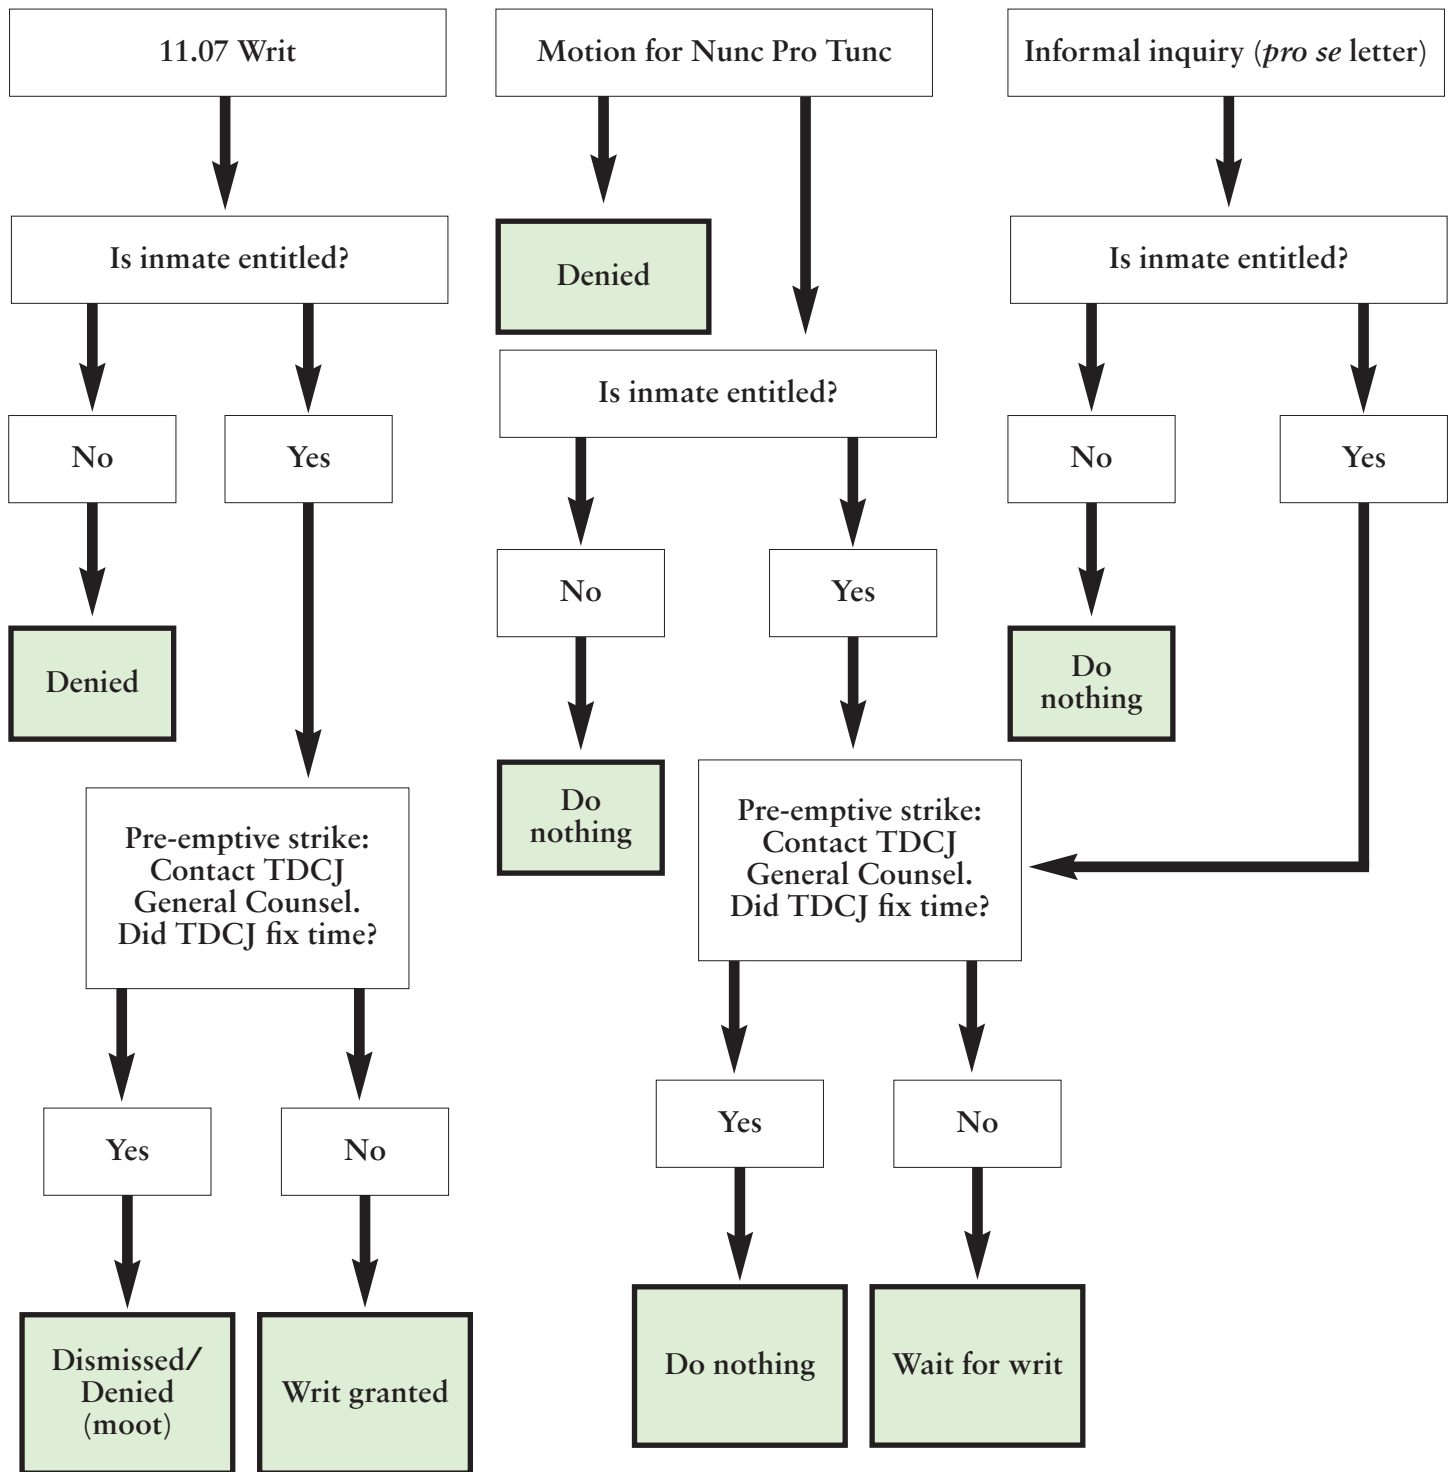 11.07 Writ
Motion for Nunc Pro Tunc
Informal inquiry (pro se letter)
Is inmate entitled?
Denied
Is inmate entitled?
Is inmate entitled?
No
Yes
No
Yes
No
Yes
Denied
Do
nothing
Do
nothing
Pre-emptive strike:
Contact TDCJ
General Counsel.
Did TDCJ fix time?
Pre-emptive strike:
Contact TDCJ
General Counsel.
Did TDCJ fix time?
Yes
No
Yes
No
Dismissed/
Denied
(moot)
Writ granted
Do nothing
Wait for writ